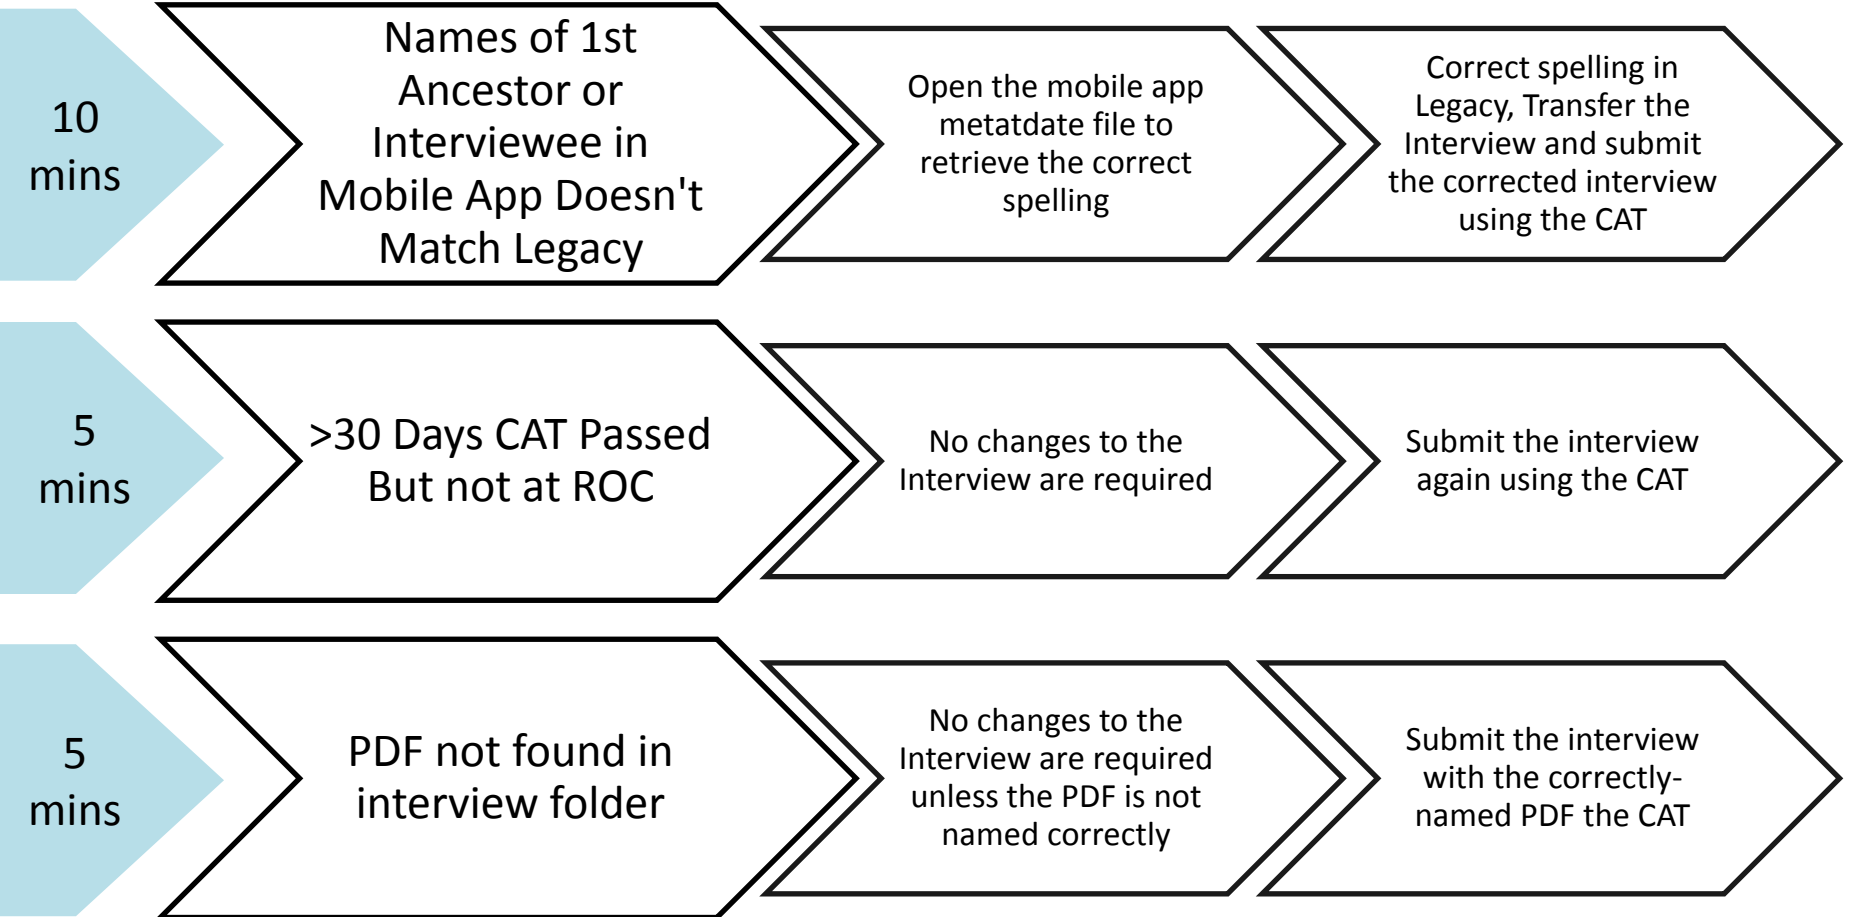 10
mins
Names of 1st
Ancestor or
Interviewee in
Mobile App Doesn't
Match Legacy
Open the mobile app
metatdate file to
retrieve the correct
spelling
Correct spelling in
Legacy, Transfer the
Interview and submit
the corrected interview
using the CAT
5
mins
>30 Days CAT Passed
But not at ROC
No changes to the
Interview are required
Submit the interview
again using the CAT
5
mins
PDF not found in
interview folder
No changes to the
Interview are required
unless the PDF is not
named correctly
Submit the interview
with the correctly-
named PDF the CAT